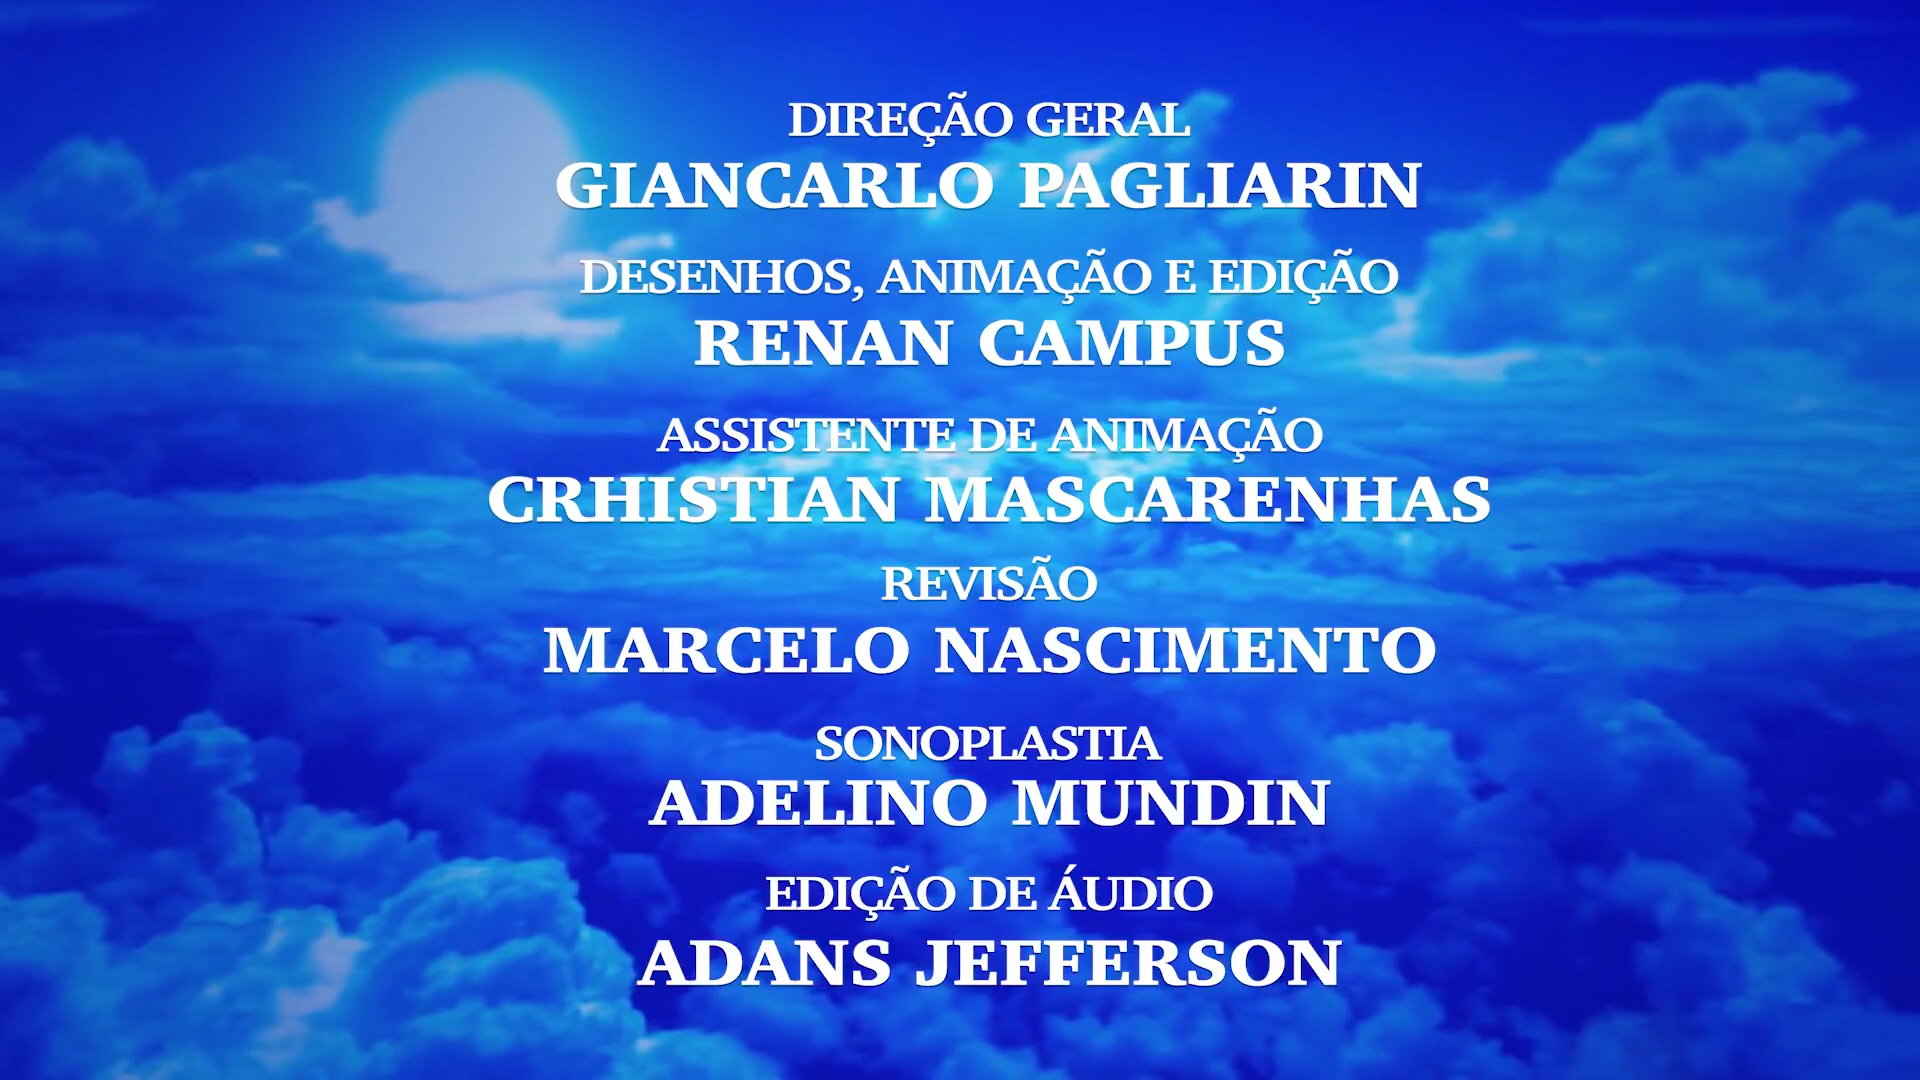 DIREÇÃO GERAL
GIANCARLO PAGLIARIN
DESENHOS, ANIMAÇÃO E EDIÇÃO
RENAN CAMPUS
ASSISTENTE DE ANIMAÇÃO
CRHISTIAN MASCARENHAS
REVISÃO
MARCELO NASCIMENTO
SONOPLASTIA
ADELINO MUNDIN
EDIÇÃO DE ÁUDIO
ADANS JEFFERSON